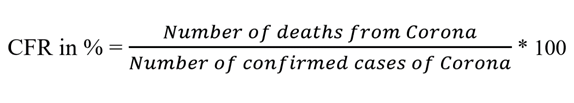 CFR in % = Number of deaths from Corona / Number of confirmed cases of Corona * 100